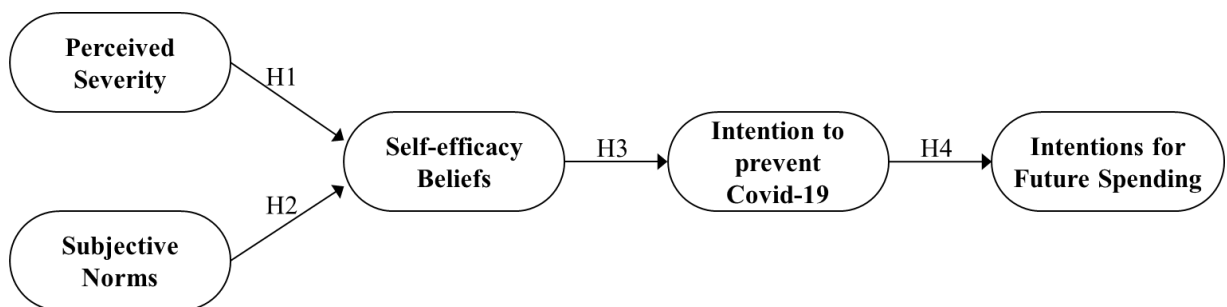 Perceived
Severity
H1
Self-efficacy
Beliefs
H3
Intention to
prevent
Covid-19
H4
Intentions for
Future Spending
H2
Subjective
Norms